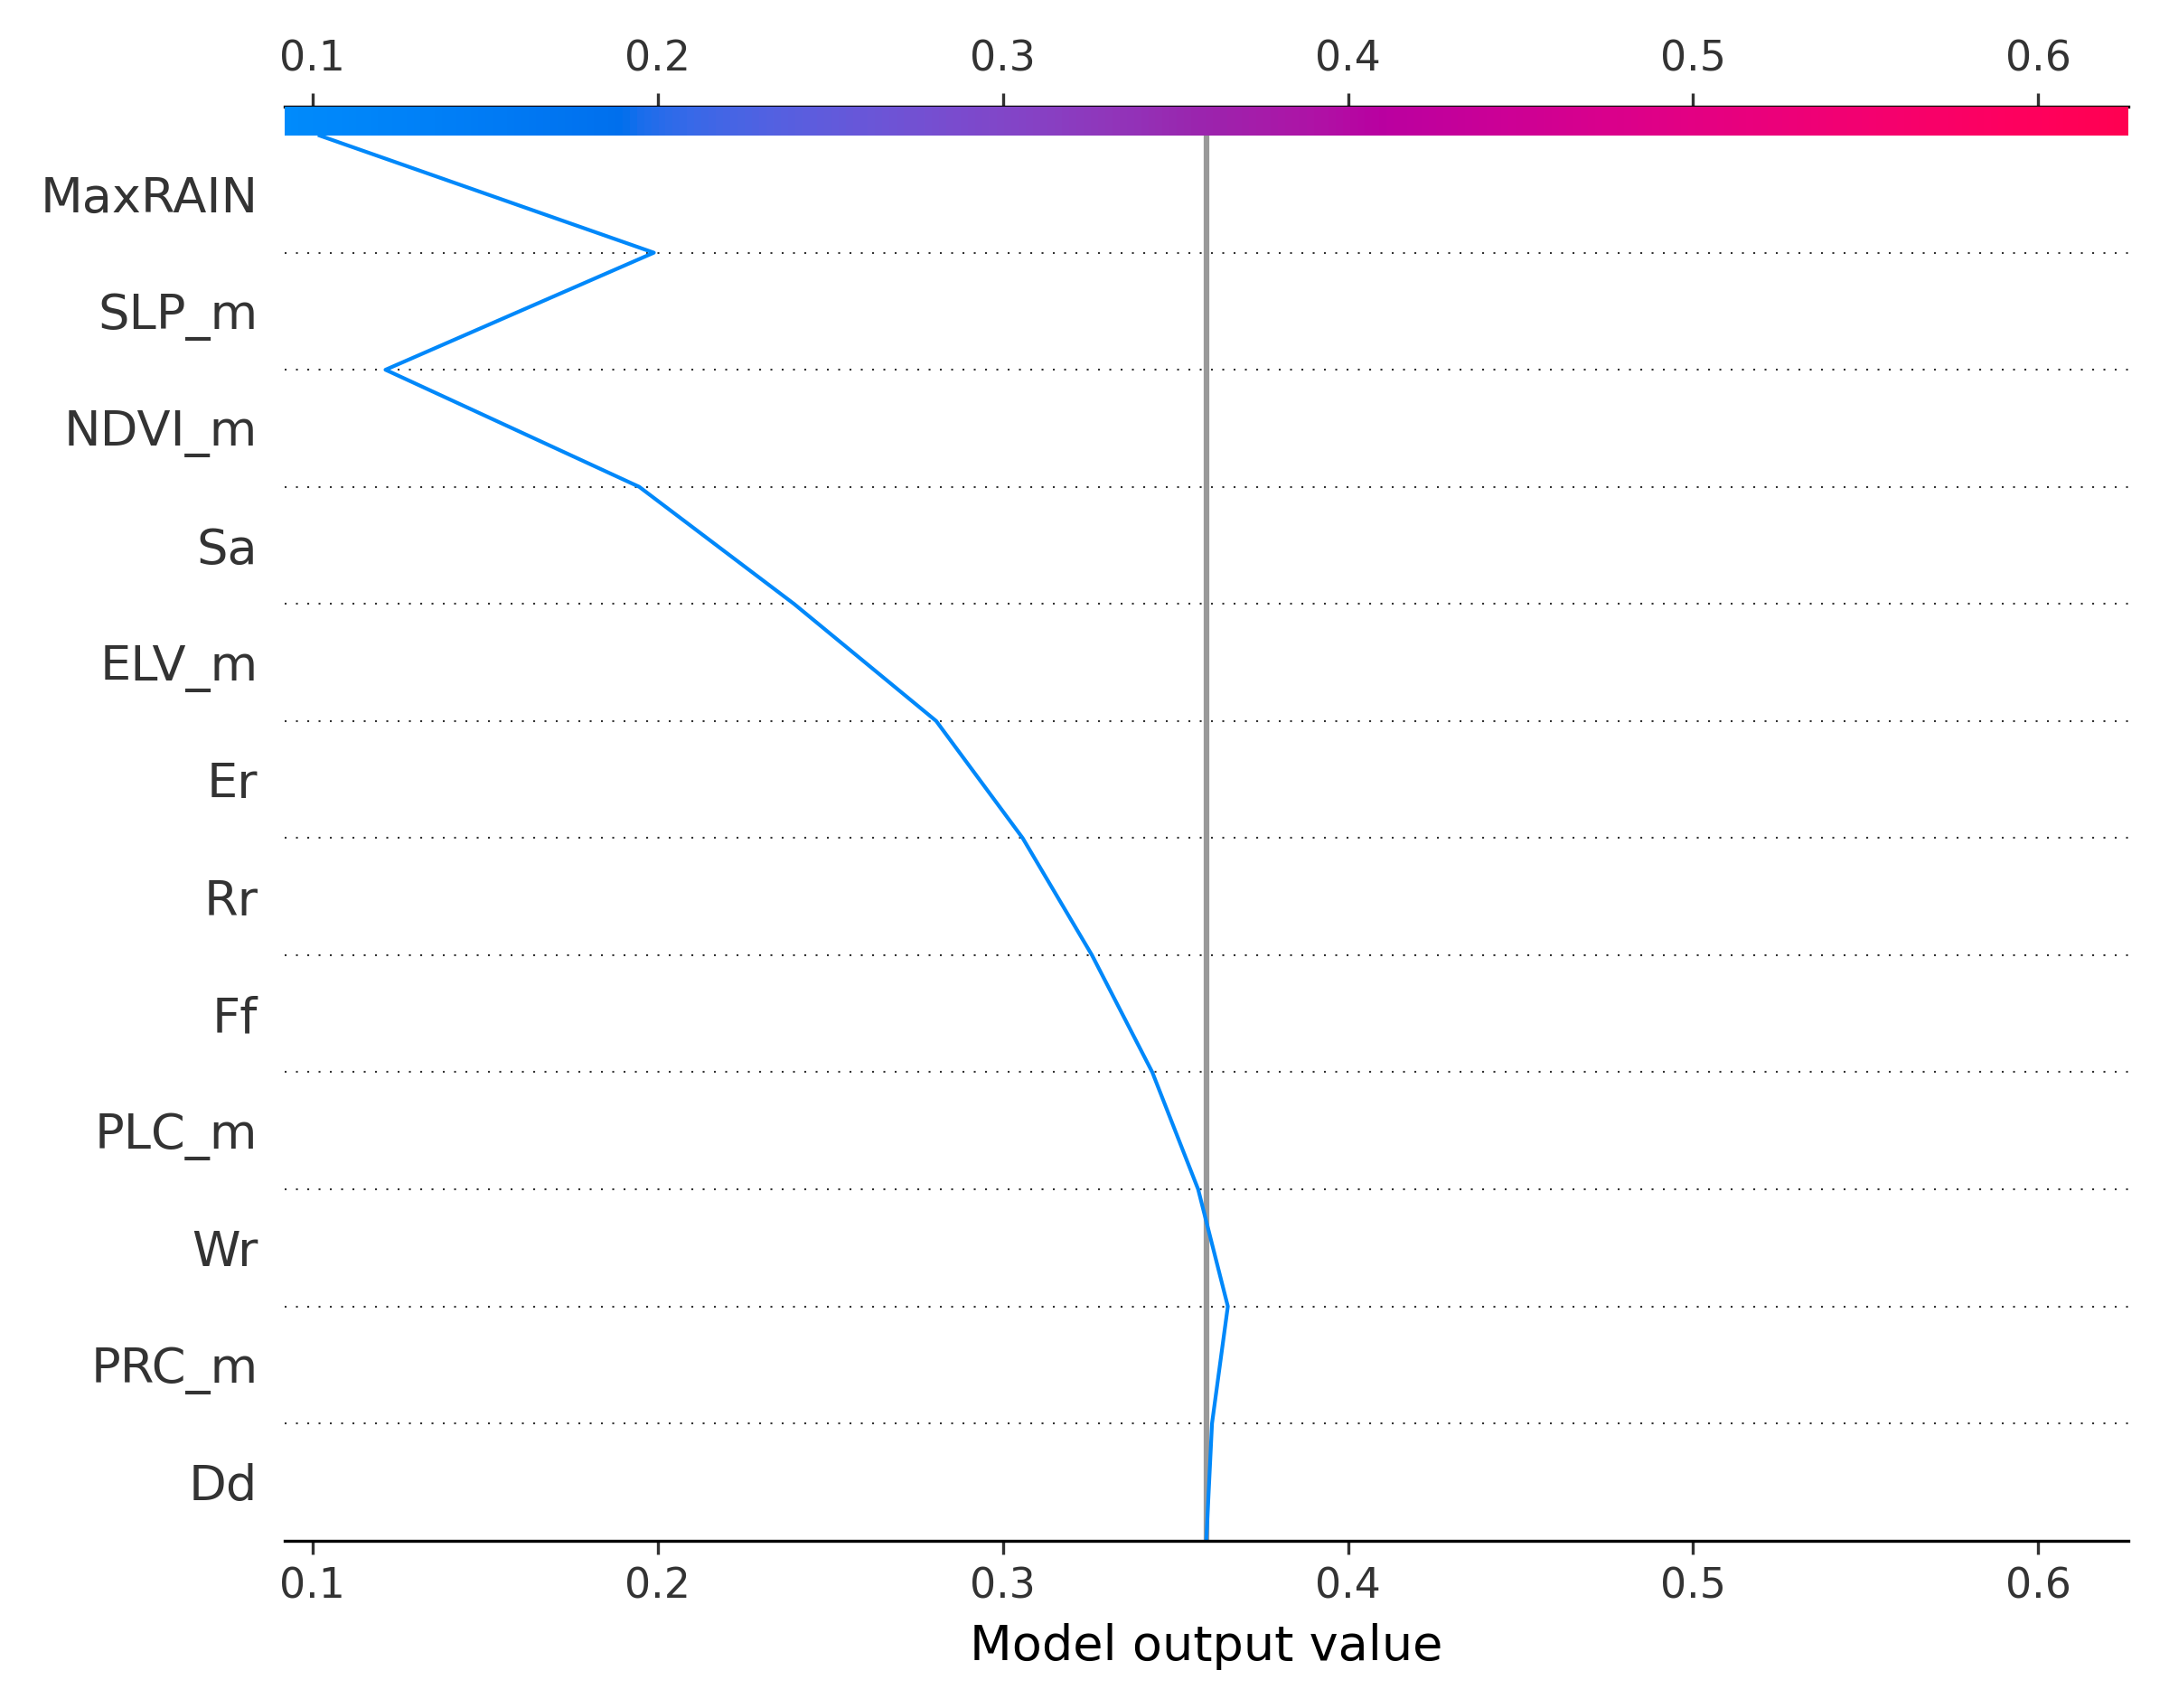 0.1 0.2 0.3 0.4 0.5 0.6
MaxRAIN
SLP_m
NDVI_m
Sa
ELV_m
Er
Rr
Ff
PLC_m
Wr
PRC_m
Dd
0.1 0.2 0.3 0.4 0.5 0.6
Model output value